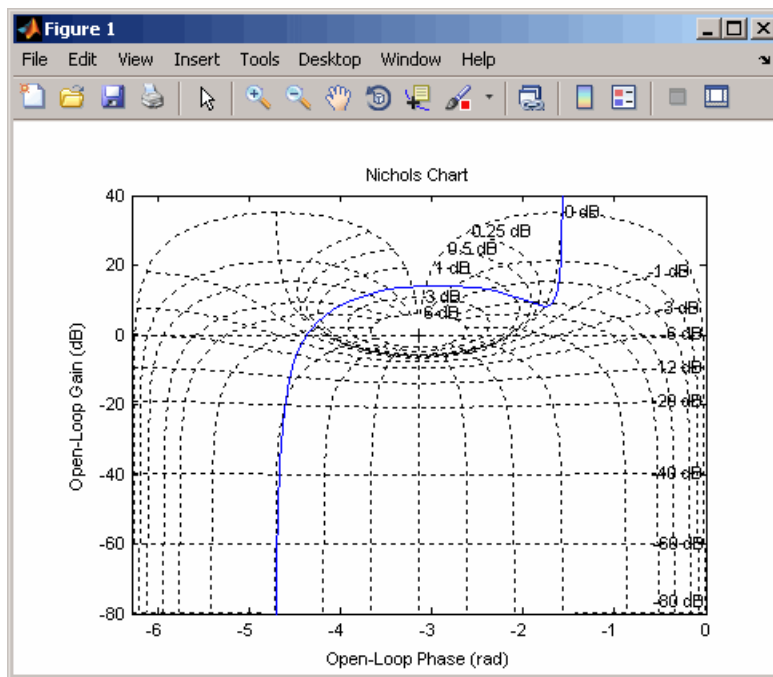 Figure 1
File Edit View Insert Tools Desktop Window Help
Nichols Chart
40
20
0
-20
-40
-60
-80
Open-Loop Gain (dB)
0 dB
0.25 dB
0.5 dB
1 dB
3 dB
6 dB
-1 dB
-3 dB
-6 dB
-12 dB
-20 dB
-40 dB
-60 dB
-80 dB
-6 -5 -4 -3 -2 -1 0
Open-Loop Phase (rad)